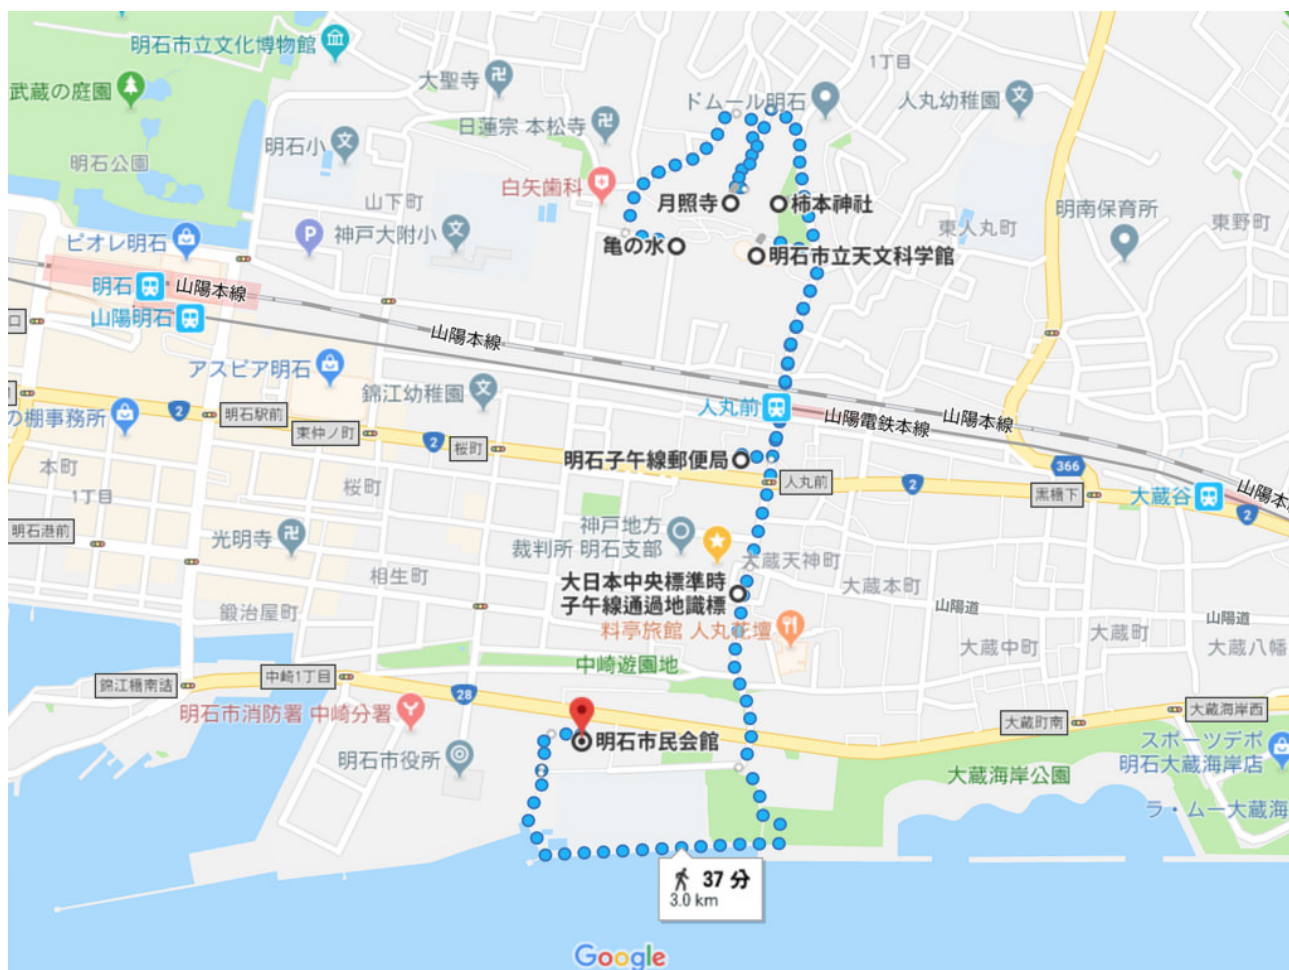 明石市立文化博物館
1丁目
大聖寺
ドムール明石
人丸幼稚園
武蔵の庭園
日蓮宗 本松寺
明石小
明石公園
白矢歯科
山下町
月照寺
柿本神社
明南保育所
東野町
東人丸町
神戸大附小
P
ピオレ明石
亀の水
明石市立天文科学館
明石
山陽本線
山陽明石
口
山陽本線
アスピア明石
錦江幼稚園
人丸前
山陽電鉄本線
山陽本線
の棚事務所
2
明石駅前
東仲ノ町
2
桜町
明石子午線郵便局
366
本町
1丁目
桜町
人丸前
2
黒橋下
大蔵谷
山陽本線
2
明石港前
光明寺
神戸地方
裁判所 明石支部
大蔵天神町
相生町
大日本中央標準時
子午線通過地識標
大蔵本町
山陽道
山陽道
鍛治屋町
料亭旅館 人丸花壇
大蔵中町
大蔵町
大蔵八幡
中崎遊園地
中崎1丁目
錦江橋南詰
28
明石市消防署 中崎分署
大蔵町南
大蔵海岸西
明石市民会館
明石市役所
スポーツデポ
明石大蔵海岸店
大蔵海岸公園
ラ・ムー大蔵海
37 分
3.0 km
Google